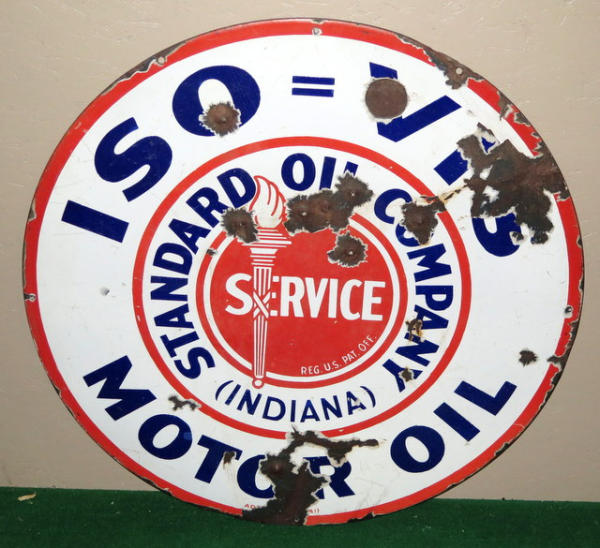 ISO=VIS
STANDARD OIL COMPANY
SERVICE
REG U.S. PAT. OFF.
(INDIANA)
MOTOR OIL